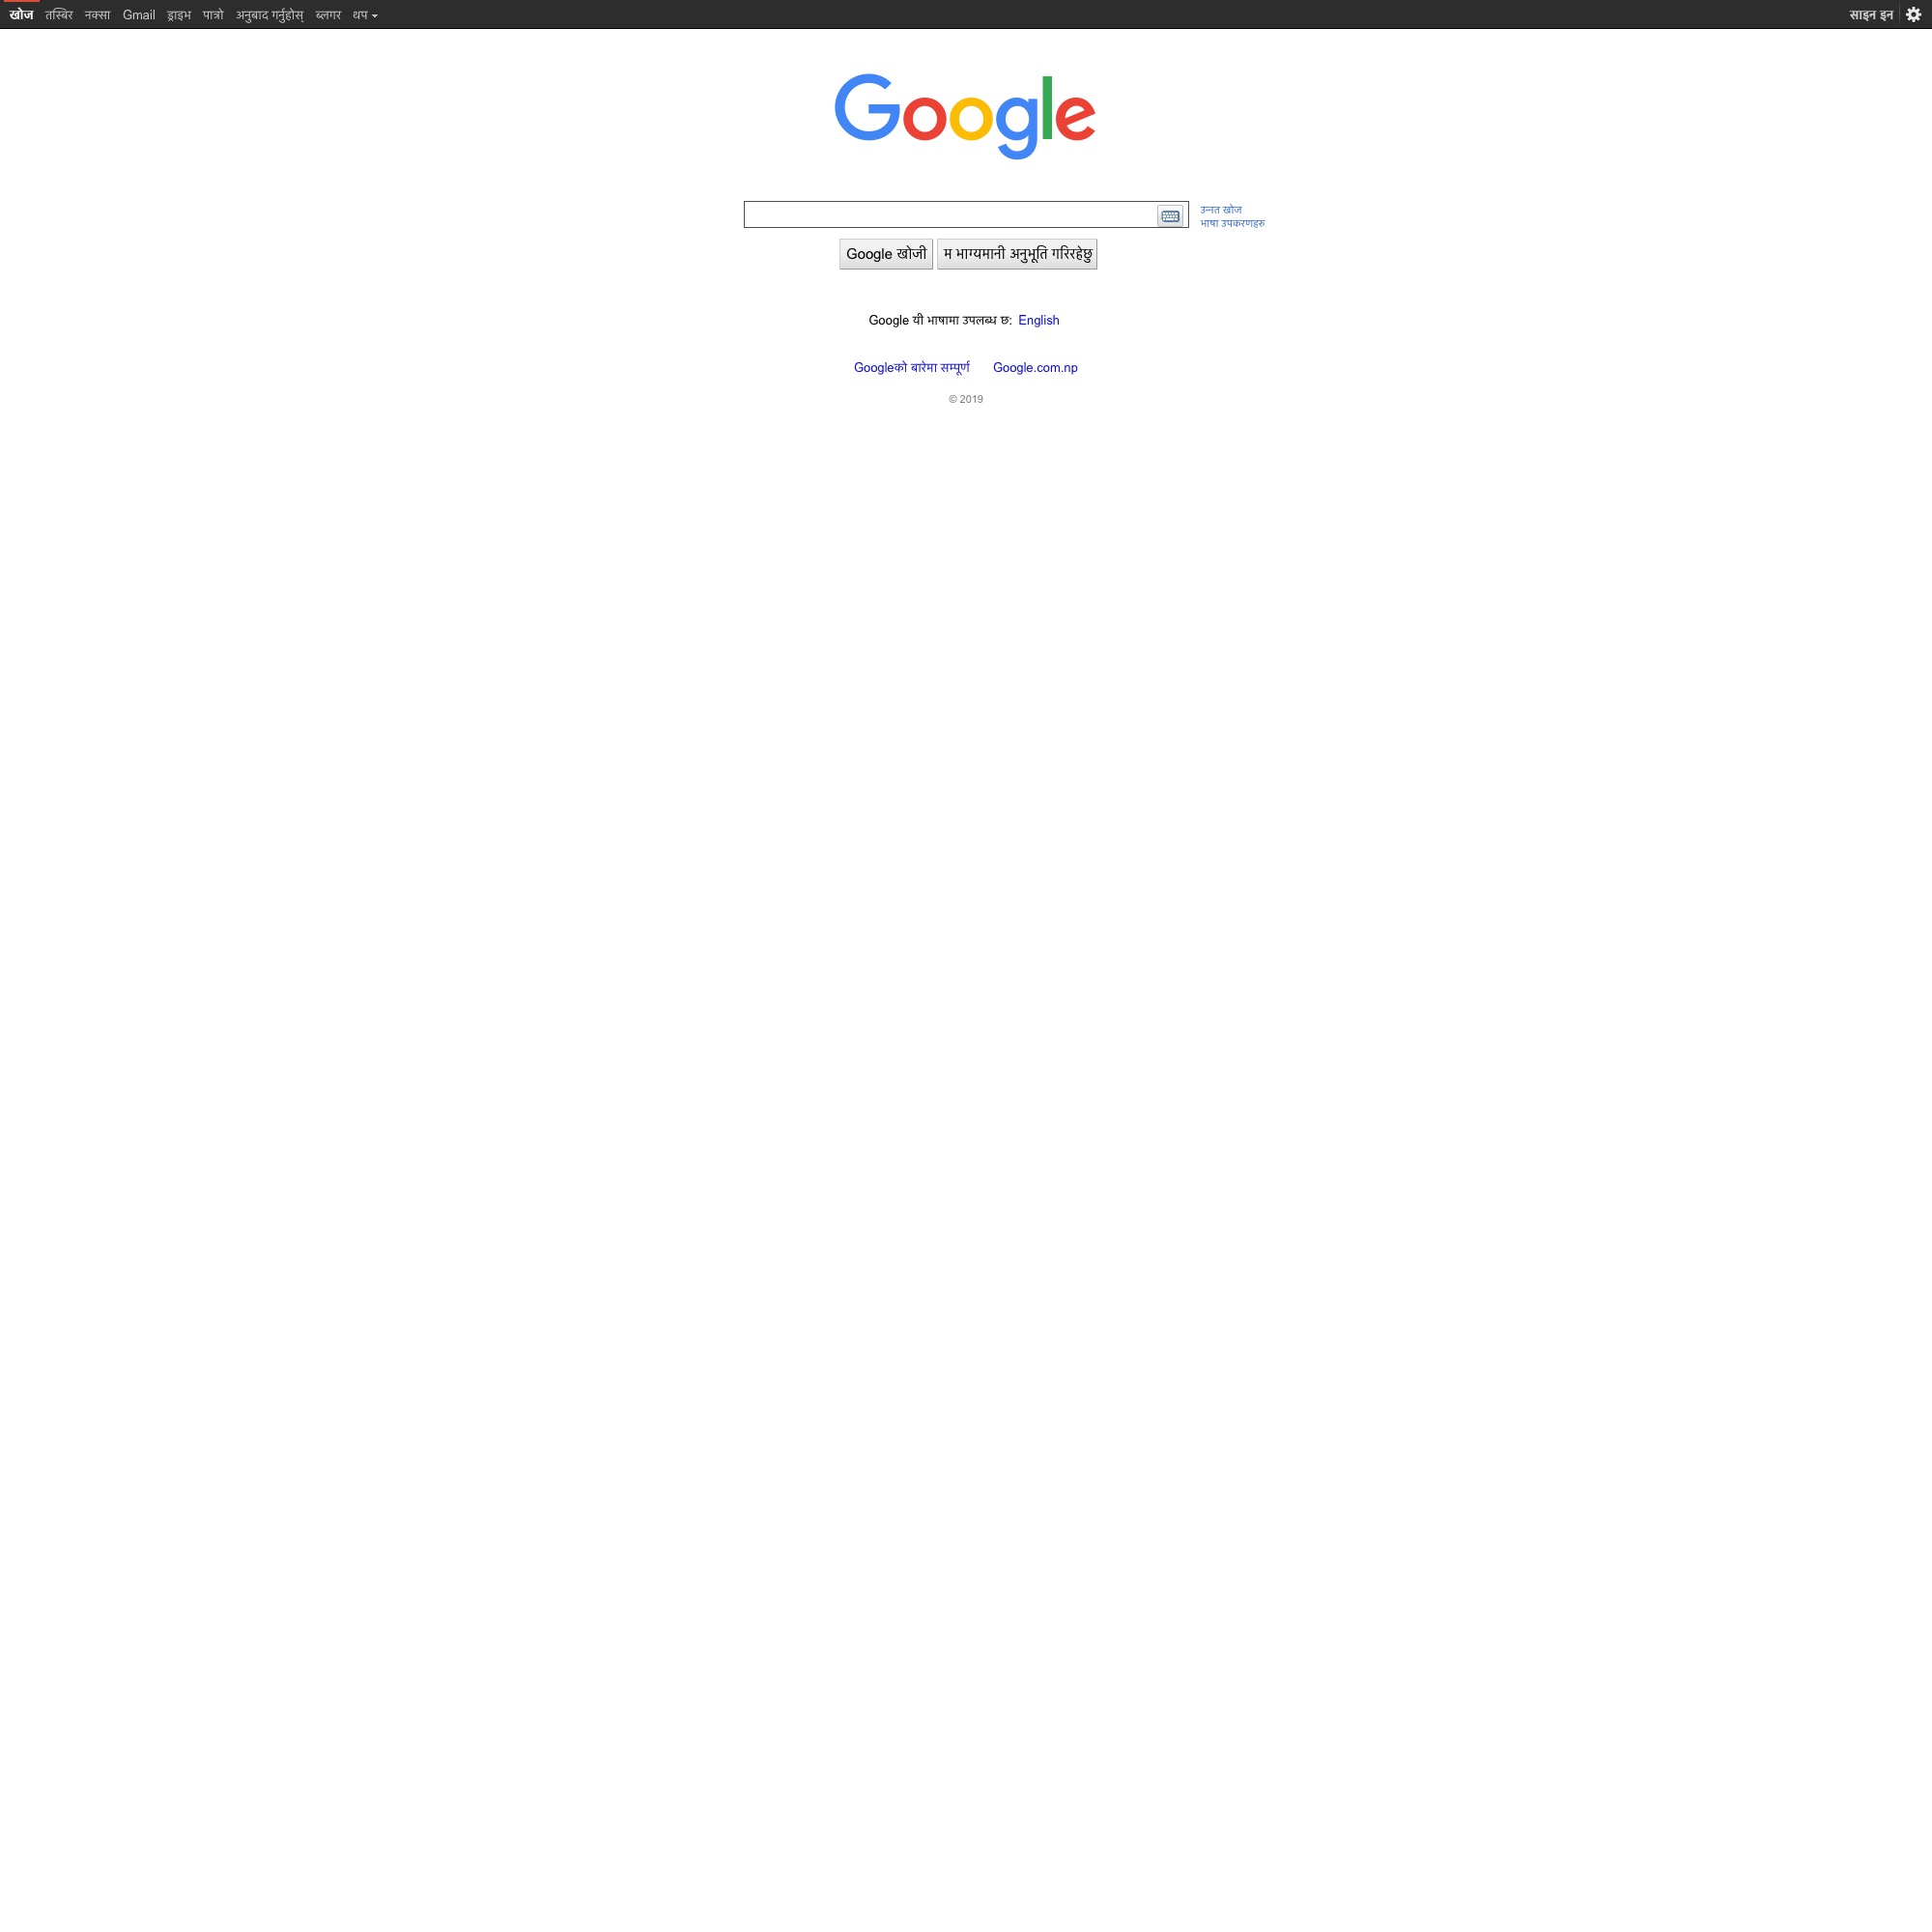 खोज तस्बिर नक्सा Gmail ड्राइभ पात्रो अनुबाद गर्नुहोस् ब्लगर थप साइन इन
Google
उन्नत खोज
भाषा उपकरणहरु
Google खोजी म भाग्यमानी अनुभूति गरिरहेछु
Google यी भाषामा उपलब्ध छ: English
Googleको बारेमा सम्पूर्ण Google.com.np
© 2019